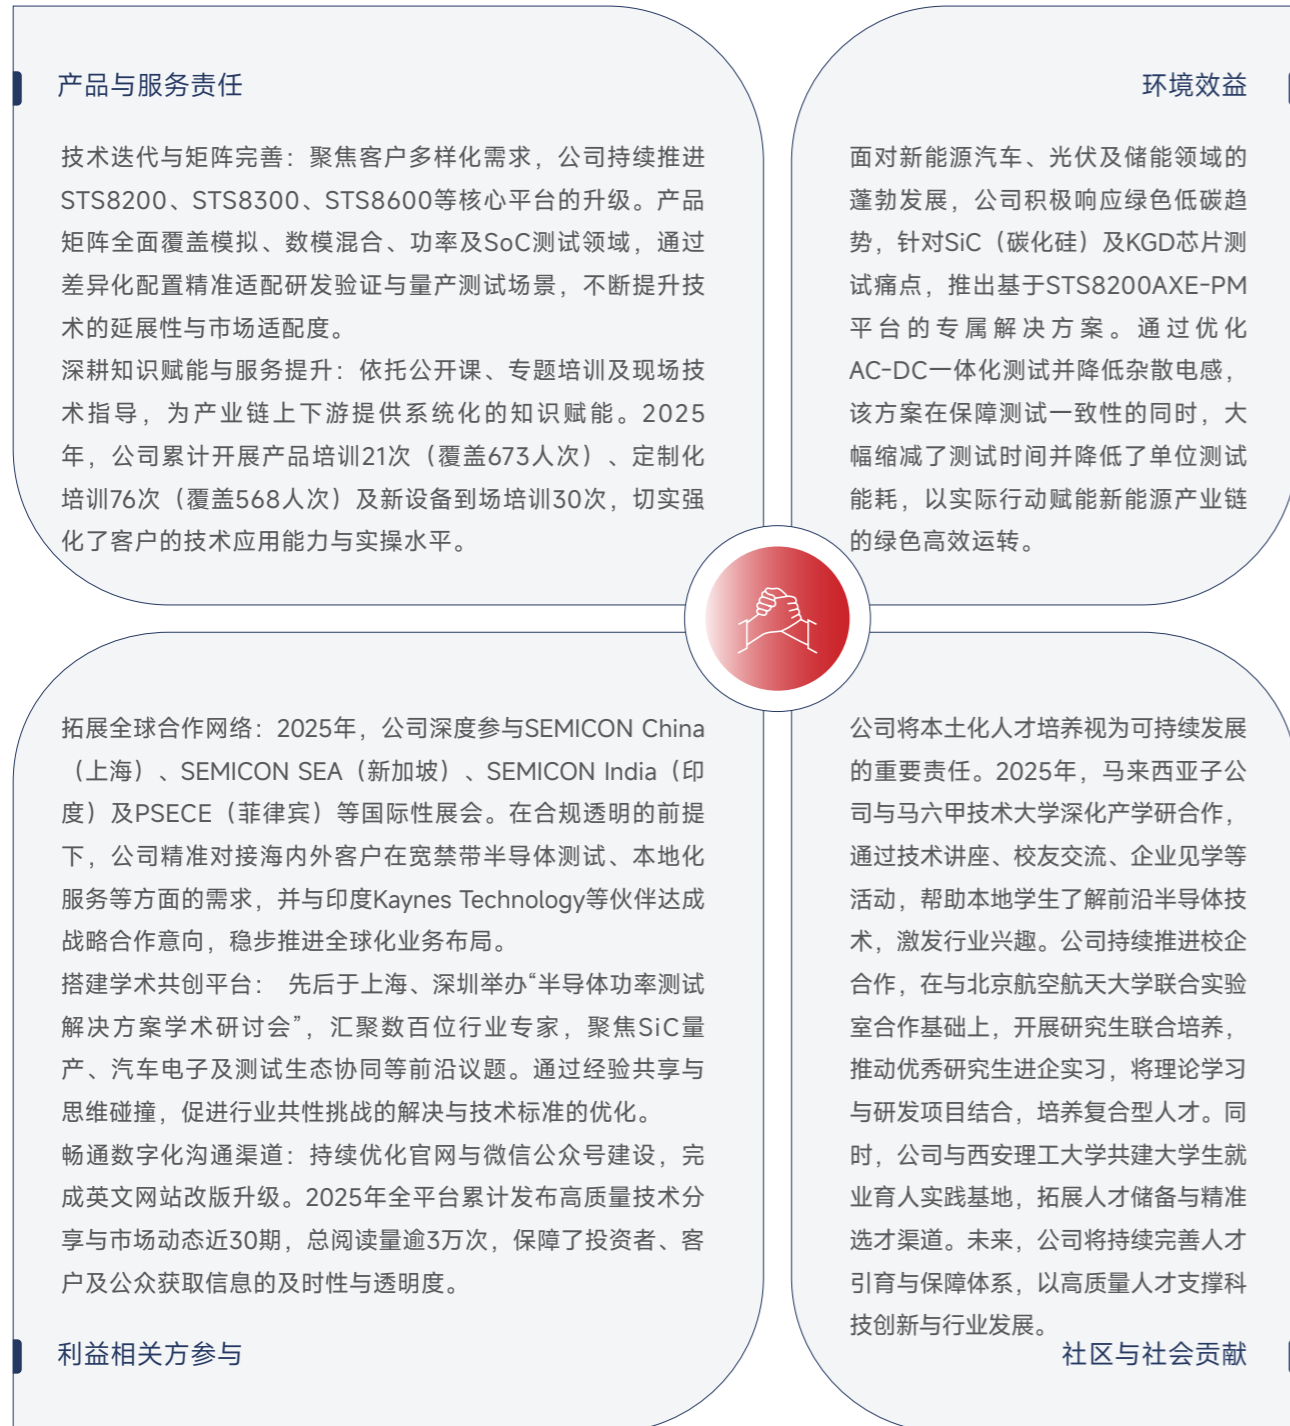 产品与服务责任
技术迭代与矩阵完善：聚焦客户多样化需求，公司持续推进
STS8200、STS8300、STS8600等核心平台的升级。产品
矩阵全面覆盖模拟、数模混合、功率及SoC测试领域，通过
差异化配置精准适配研发验证与量产测试场景，不断提升技
术的延展性与市场适配度。
深耕知识赋能与服务提升：依托公开课、专题培训及现场技
术指导，为产业链上下游提供系统化的知识赋能。2025
年，公司累计开展产品培训21次（覆盖673人次）、定制化
培训76次（覆盖568人次）及新设备到场培训30次，切实强
化了客户的技术应用能力与实操水平。
环境效益
面对新能源汽车、光伏及储能领域的
蓬勃发展，公司积极响应绿色低碳趋
势，针对SiC（碳化硅）及KGD芯片测
试痛点，推出基于STS8200AXE-PM
平台的专属解决方案。通过优化
AC-DC一体化测试并降低杂散电感，
该方案在保障测试一致性的同时，大
幅缩减了测试时间并降低了单位测试
能耗，以实际行动赋能新能源产业链
的绿色高效运转。
拓展全球合作网络：2025年，公司深度参与SEMICON China
（上海）、SEMICON SEA（新加坡）、SEMICON India（印
度）及PSECE（菲律宾）等国际性展会。在合规透明的前提
下，公司精准对接海内外客户在宽禁带半导体测试、本地化
服务等方面的需求，并与印度Kaynes Technology等伙伴达成
战略合作意向，稳步推进全球化业务布局。
搭建学术共创平台： 先后于上海、深圳举办“半导体功率测试
解决方案学术研讨会”，汇聚数百位行业专家，聚焦SiC量
产、汽车电子及测试生态协同等前沿议题。通过经验共享与
思维碰撞，促进行业共性挑战的解决与技术标准的优化。
畅通数字化沟通渠道：持续优化官网与微信公众号建设，完
成英文网站改版升级。2025年全平台累计发布高质量技术分
享与市场动态近30期，总阅读量逾3万次，保障了投资者、客
户及公众获取信息的及时性与透明度。
利益相关方参与
公司将本土化人才培养视为可持续发展
的重要责任。2025年，马来西亚子公
司与马六甲技术大学深化产学研合作，
通过技术讲座、校友交流、企业见学等
活动，帮助本地学生了解前沿半导体技
术，激发行业兴趣。公司持续推进校企
合作，在与北京航空航天大学联合实验
室合作基础上，开展研究生联合培养，
推动优秀研究生进企实习，将理论学习
与研发项目结合，培养复合型人才。同
时，公司与西安理工大学共建大学生就
业育人实践基地，拓展人才储备与精准
选才渠道。未来，公司将持续完善人才
引育与保障体系，以高质量人才支撑科
技创新与行业发展。
社区与社会贡献